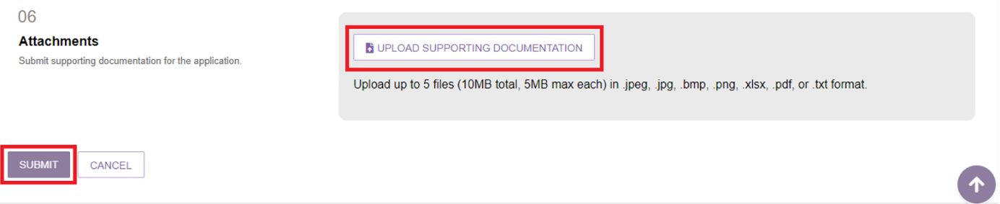 06
Attachments
Submit supporting documentation for the application.
UPLOAD SUPPORTING DOCUMENTATION
Upload up to 5 files (10MB total, 5MB max each) in .jpeg, .jpg, .bmp, .png, .xlsx, .pdf, or .txt format.
SUBMIT CANCEL